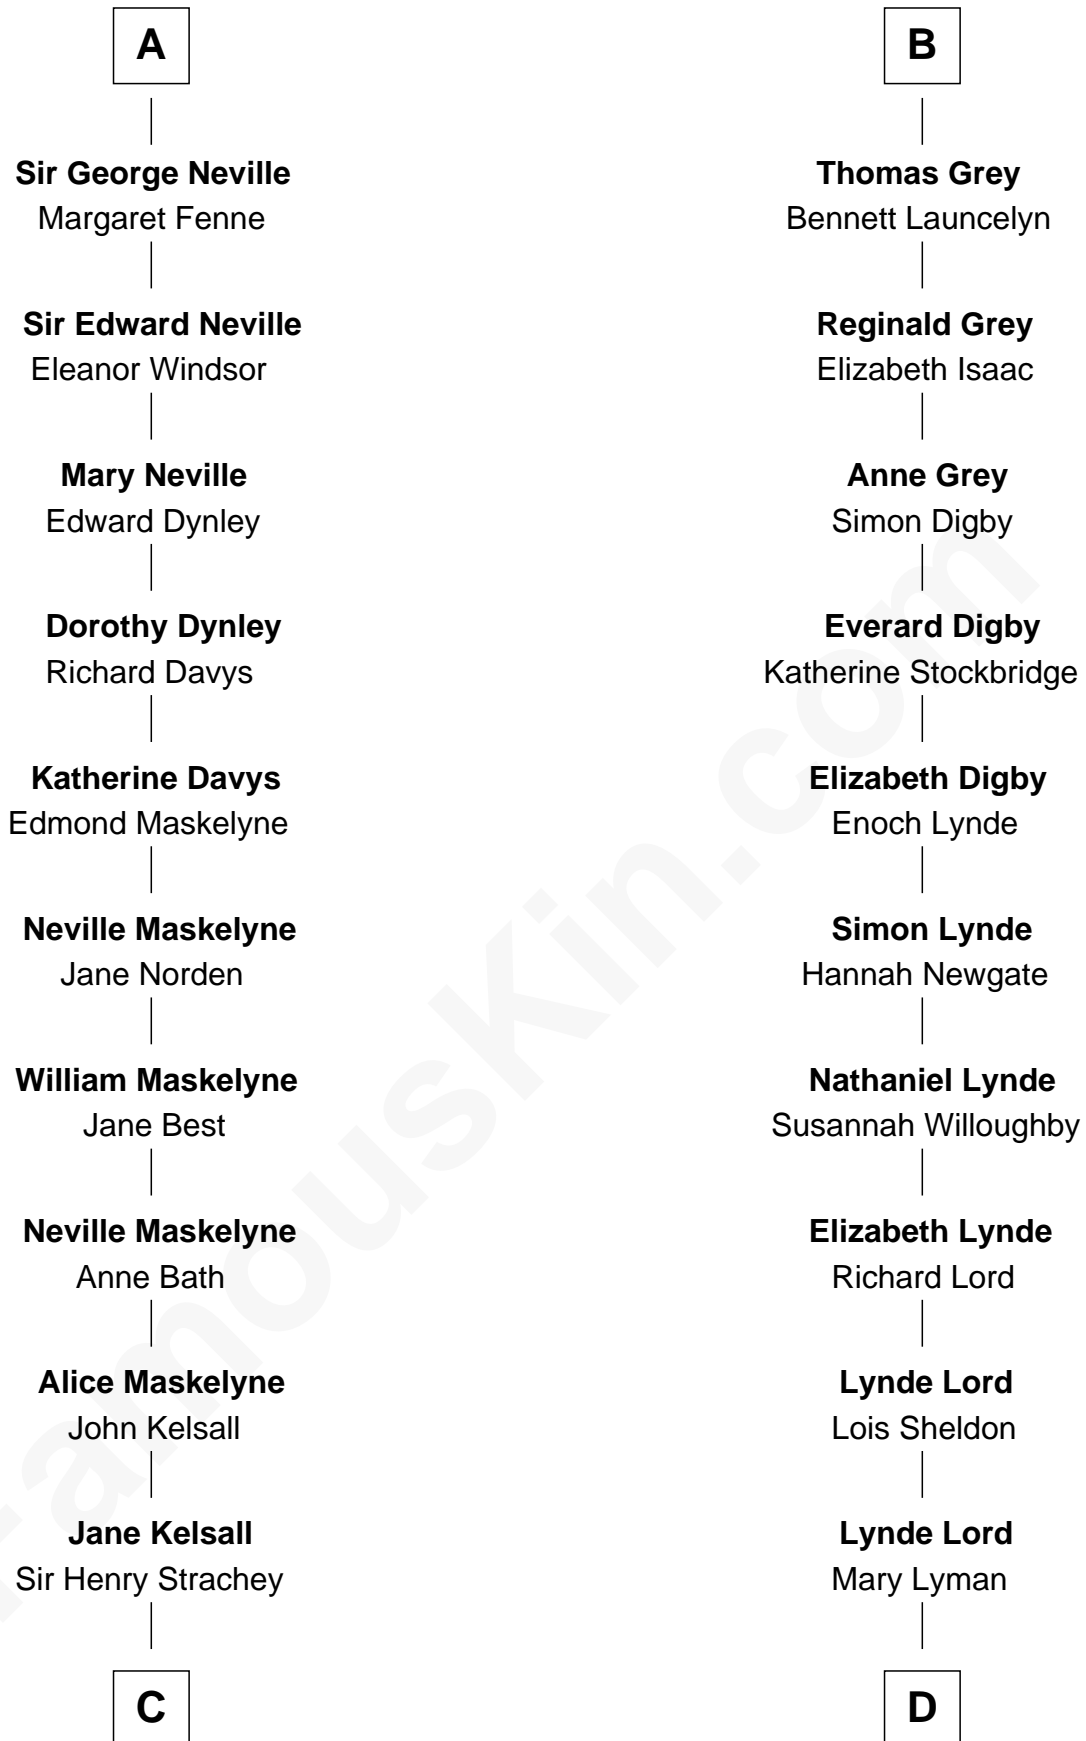 A
Sir George Neville
Margaret Fenne
Sir Edward Neville
Eleanor Windsor
Mary Neville
Edward Dynley
Dorothy Dynley
Richard Davys
Katherine Davys
Edmond Maskelyne
Neville Maskelyne
Jane Norden
William Maskelyne
Jane Best
Neville Maskelyne
Anne Bath
Alice Maskelyne
John Kelsall
Jane Kelsall
Sir Henry Strachey
C
B
Thomas Grey
Bennett Launcelyn
Reginald Grey
Elizabeth Isaac
Anne Grey
Simon Digby
Everard Digby
Katherine Stockbridge
Elizabeth Digby
Enoch Lynde
Simon Lynde
Hannah Newgate
Nathaniel Lynde
Susannah Willoughby
Elizabeth Lynde
Richard Lord
Lynde Lord
Lois Sheldon
Lynde Lord
Mary Lyman
D
FamousKin.com